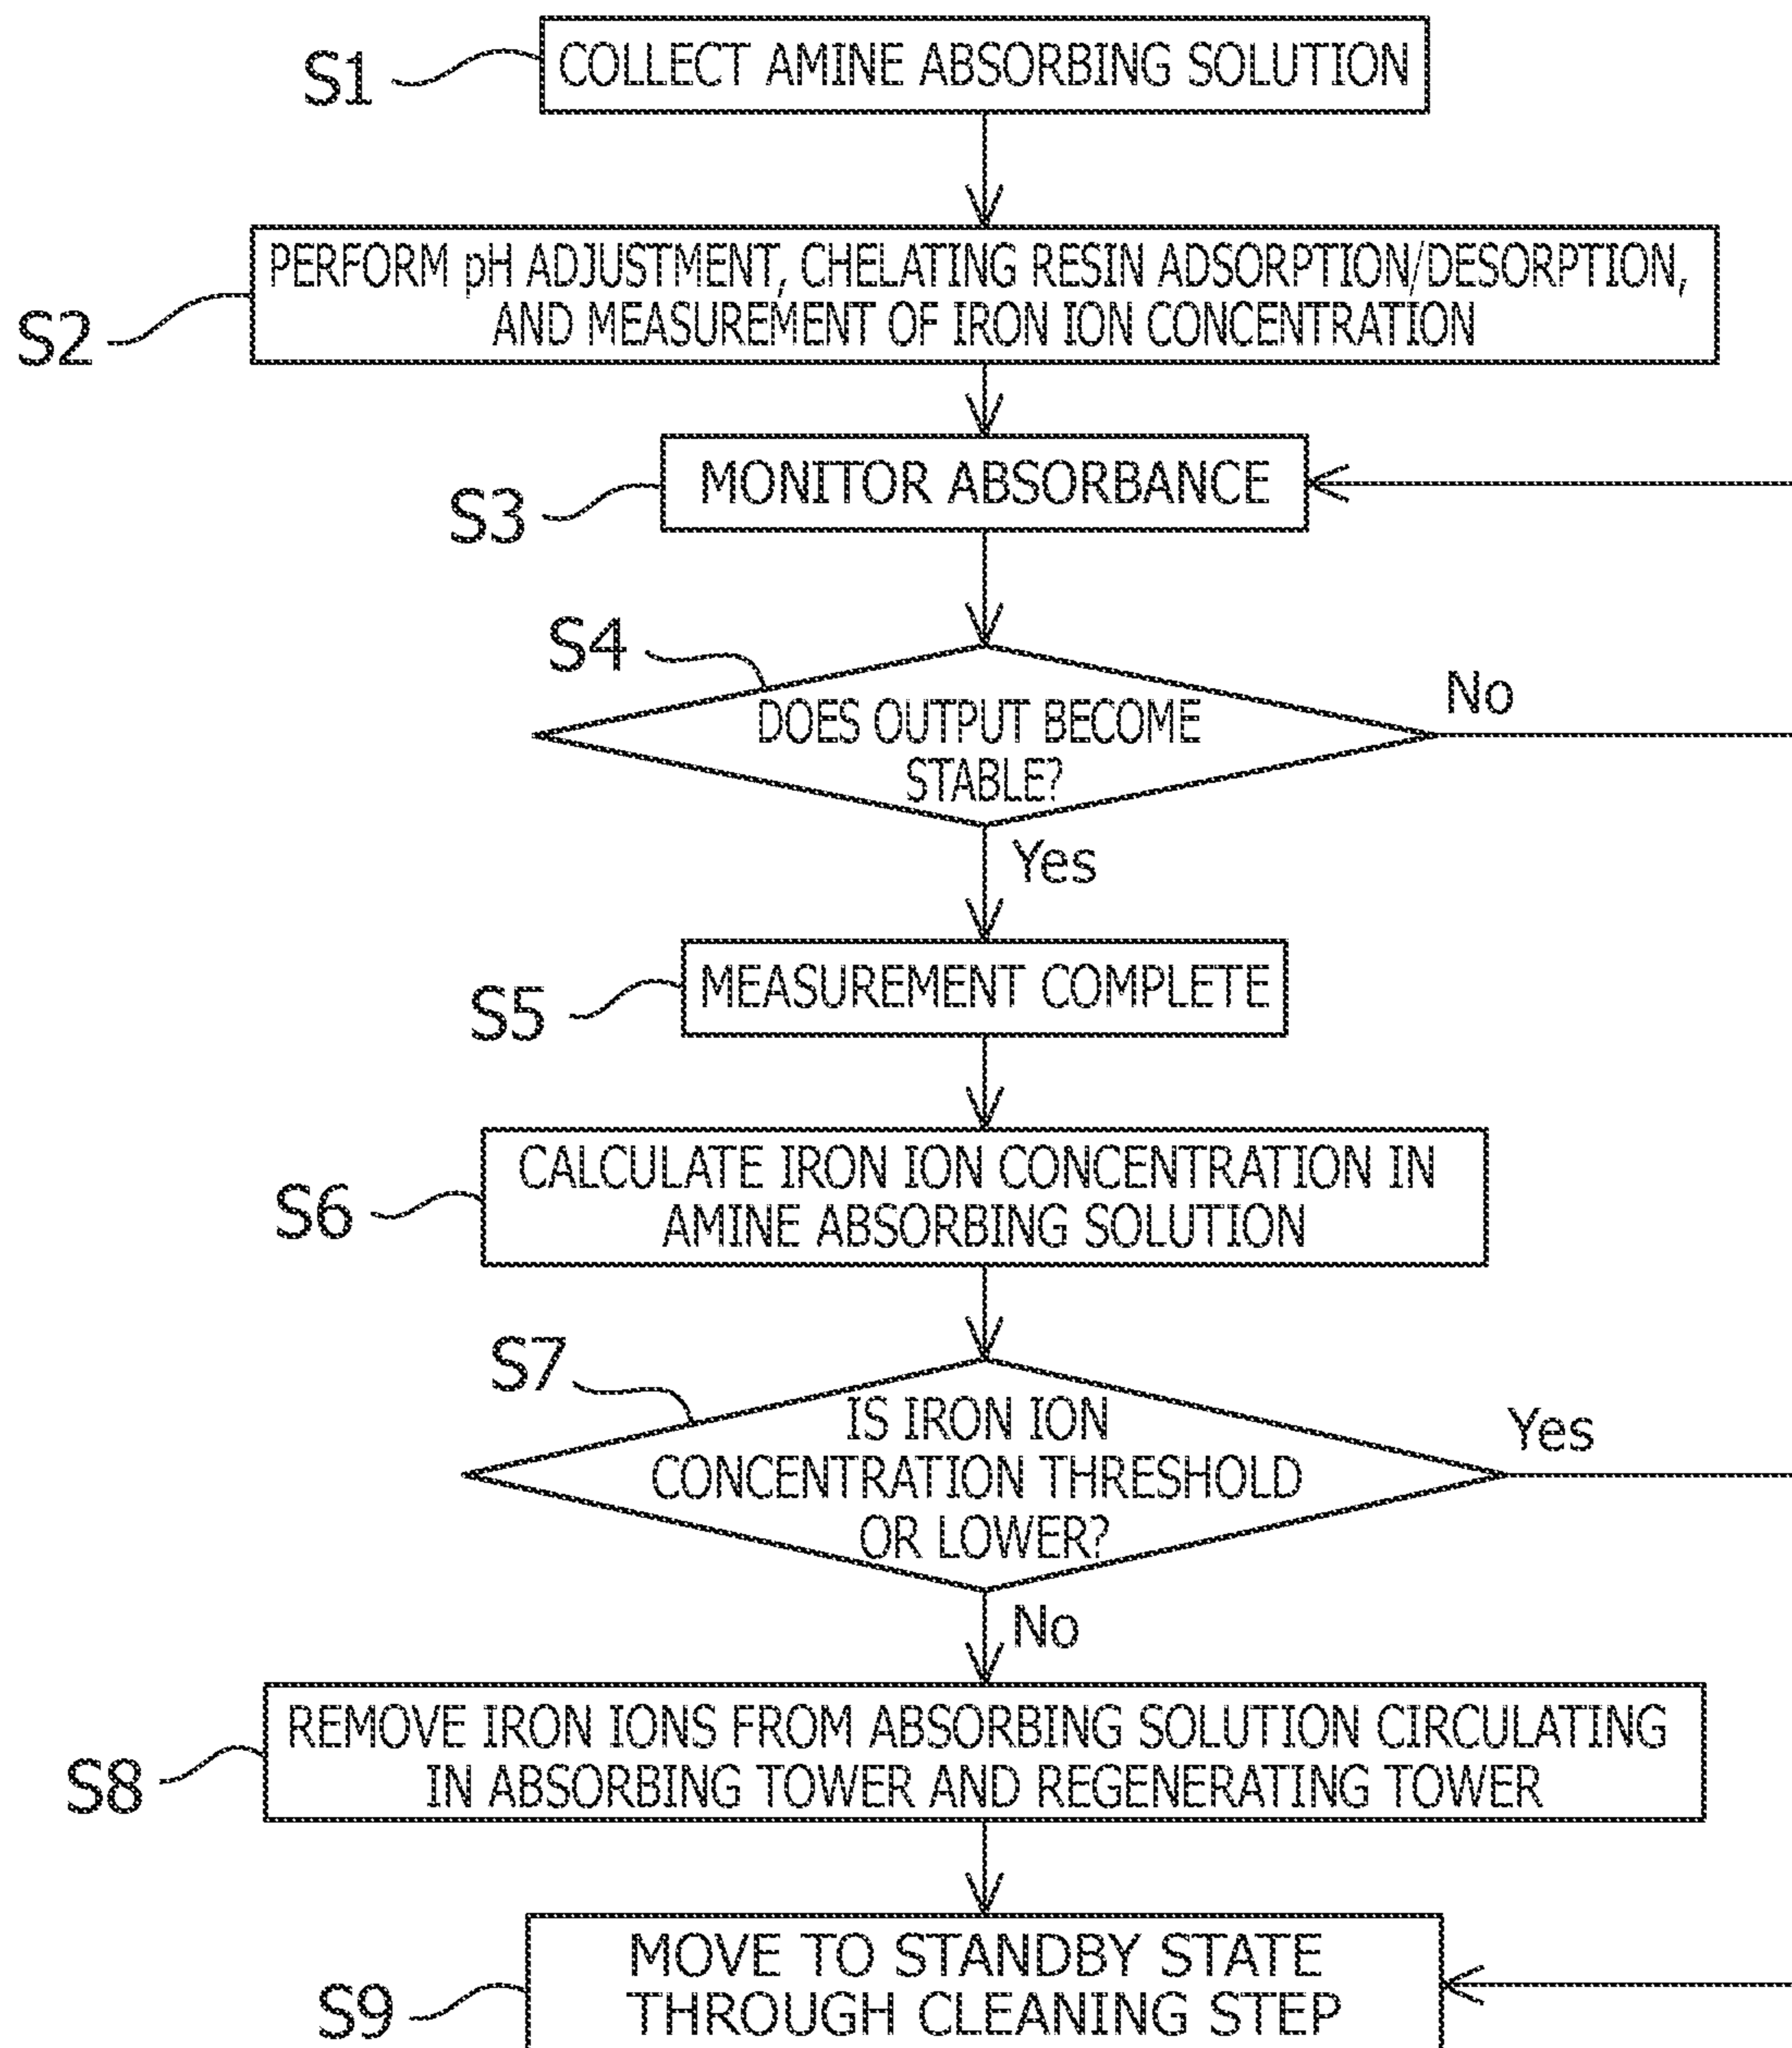 S1
COLLECT AMINE ABSORBING SOLUTION
S2
PERFORM pH ADJUSTMENT, CHELATING RESIN ADSORPTION/DESORPTION,
AND MEASUREMENT OF IRON ION CONCENTRATION
S3
MONITOR ABSORBANCE
S4
DOES OUTPUT BECOME
STABLE?
No
Yes
S5
MEASUREMENT COMPLETE
S6
CALCULATE IRON ION CONCENTRATION IN
AMINE ABSORBING SOLUTION
S7
IS IRON ION
CONCENTRATION THRESHOLD
OR LOWER?
Yes
No
S8
REMOVE IRON IONS FROM ABSORBING SOLUTION CIRCULATING
IN ABSORBING TOWER AND REGENERATING TOWER
S9
MOVE TO STANDBY STATE
THROUGH CLEANING STEP